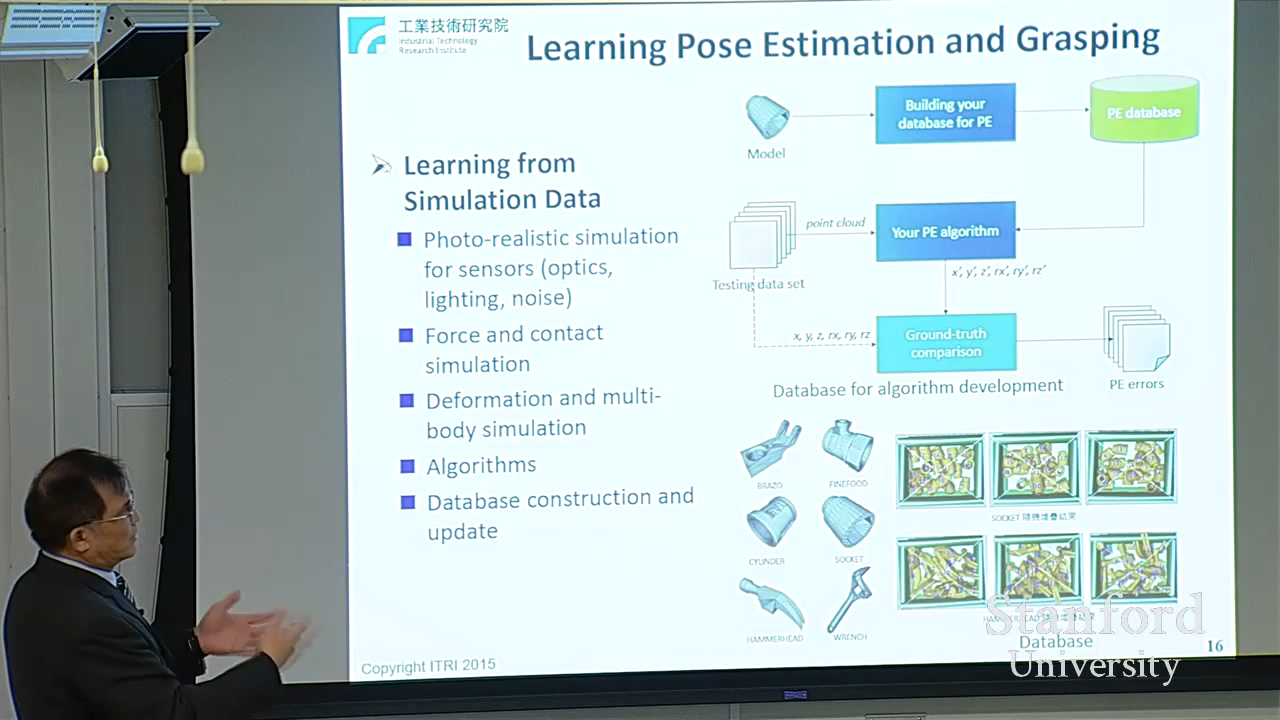 工業技術研究院
Industrial Technology
Research Institute
Learning Pose Estimation and Grasping
Learning from
Simulation Data
Photo-realistic simulation
for sensors (optics,
lighting, noise)
Force and contact
simulation
Deformation and multi-
body simulation
Algorithms
Database construction and
update
Model
Building your
database for PE
PE database
point cloud
Your PE algorithm
Testing data set
x', y', z', rx', ry', rz'
x, y, z, rx, ry, rz
Ground-truth
comparison
PE errors
Database for algorithm development
BRAZO
FINEFOOD
CYLINDER
SOCKET
HAMMERHEAD
WRENCH
SOCKET 隨機堆疊結果
Database
Copyright ITRI 2015
16
Stanford
University